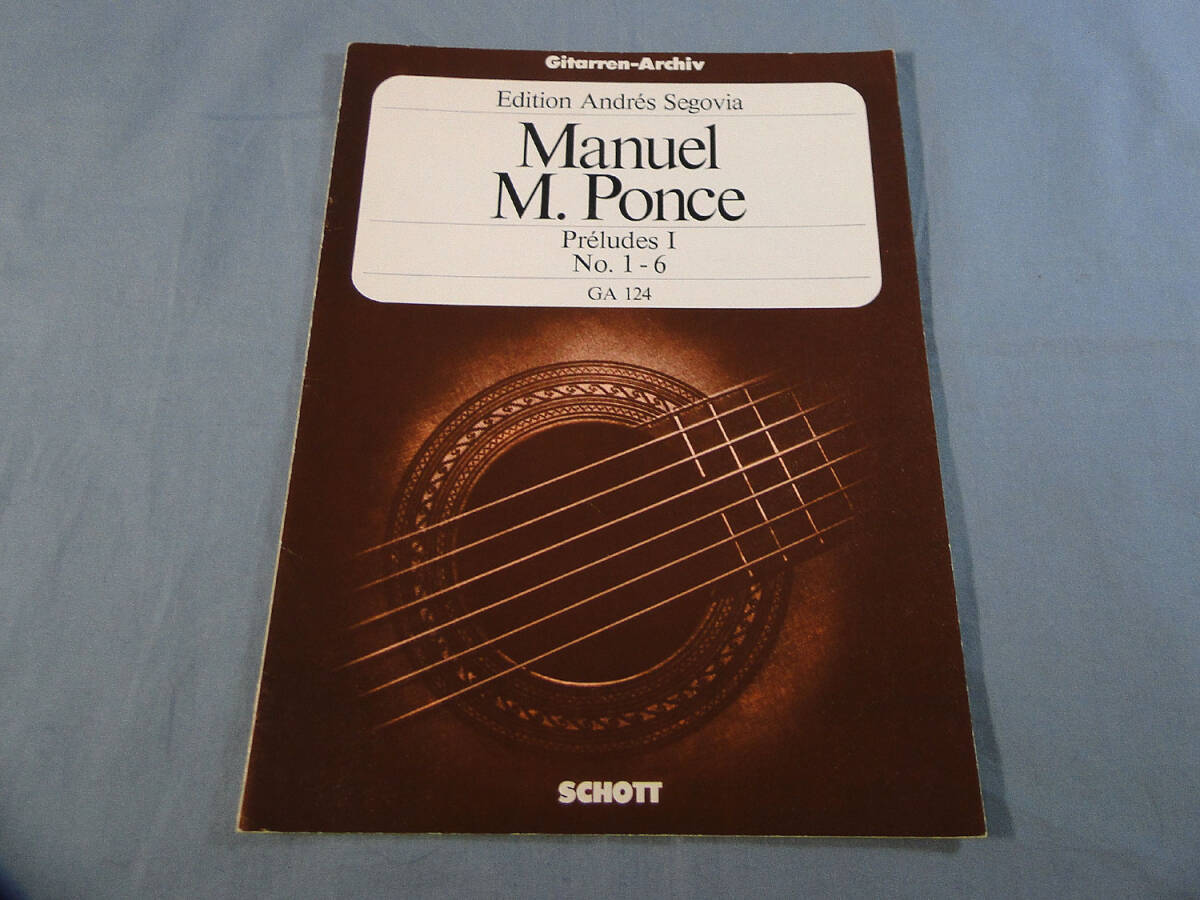 Gitarren-Archiv
Edition Andrés Segovia
Manuel
M. Ponce
Préludes I
No. 1 - 6
GA 124
SCHOTT